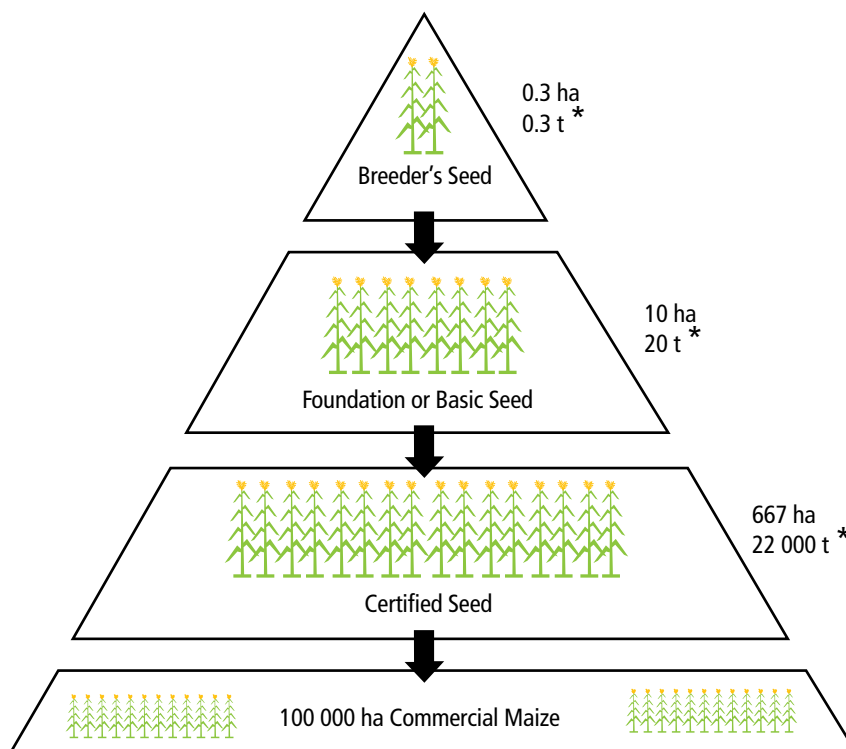 0.3 ha
0.3 t *
Breeder's Seed
10 ha
20 t *
Foundation or Basic Seed
667 ha
22 000 t *
Certified Seed
100 000 ha Commercial Maize